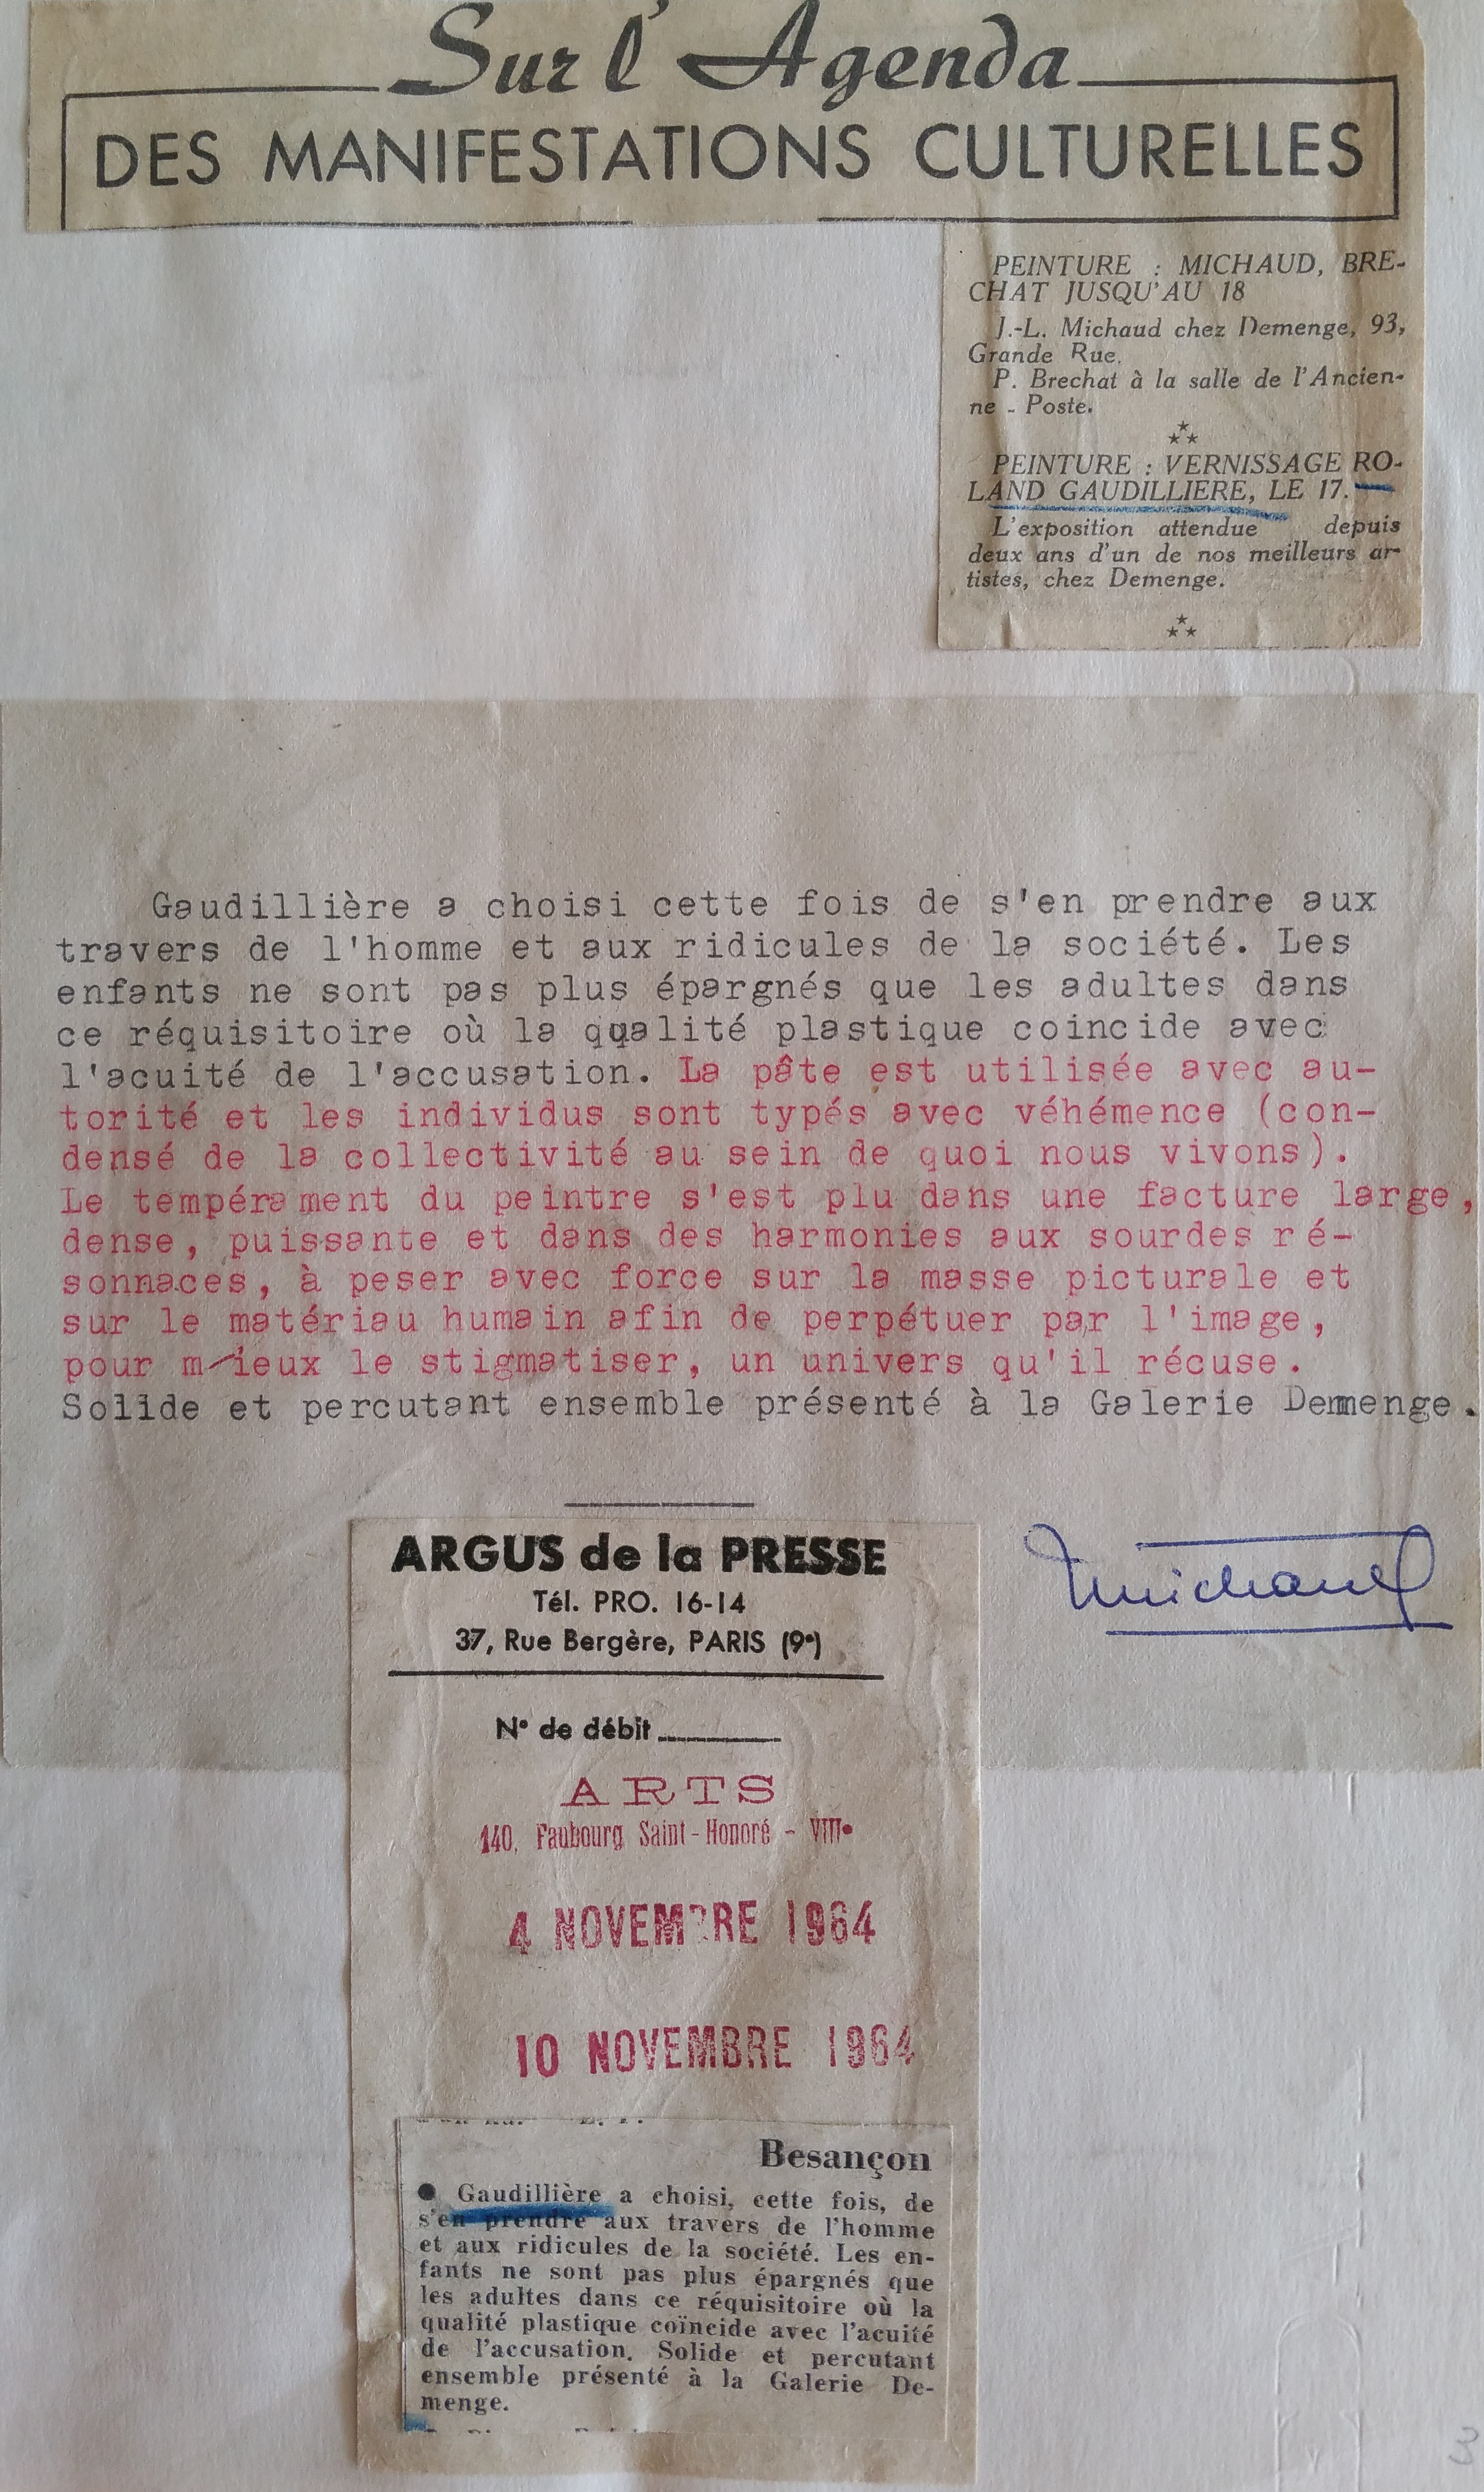 Sur l'Agenda
DES MANIFESTATIONS CULTURELLES
PEINTURE : MICHAUD, BRE-
CHAT JUSQU'AU 18
J.-L. Michaud chez Demenge, 93,
Grande Rue.
P. Brechat à la salle de l'Ancien-
ne - Poste.
PEINTURE : VERNISSAGE RO-
LAND GAUDILLIERE, LE 17.
L'exposition attendue depuis
deux ans d'un de nos meilleurs ar-
tistes, chez Demenge.
Gaudillière a choisi cette fois de s'en prendre aux
travers de l'homme et aux ridicules de la société. Les
enfants ne sont pas plus épargnés que les adultes dans
ce réquisitoire où la qualité plastique coincide avec
l'acuité de l'accusation. La pâte est utilisée avec au-
torité et les individus sont typés avec véhémence (con-
densé de la collectivité au sein de quoi nous vivons).
Le tempérament du peintre s'est plu dans une facture large,
dense, puissante et dans des harmonies aux sourdes ré-
sonnaces, à peser avec force sur la masse picturale et
sur le matériau humain afin de perpétuer par l'image,
pour mieux le stigmatiser, un univers qu'il récuse.
Solide et percutant ensemble présenté à la Galerie Demenge.
Michaud
ARGUS de la PRESSE
Tél. PRO. 16-14
37, Rue Bergère, PARIS (9e)
N° de débit
ARTS
140, Faubourg Saint-Honoré - VIIIe
4 NOVEMBRE 1964
10 NOVEMBRE 1964
Besançon
● Gaudillière a choisi, cette fois, de
s'en prendre aux travers de l'homme
et aux ridicules de la société. Les en-
fants ne sont pas plus épargnés que
les adultes dans ce réquisitoire où la
qualité plastique coïncide avec l'acuité
de l'accusation. Solide et percutant
ensemble présenté à la Galerie De-
menge.